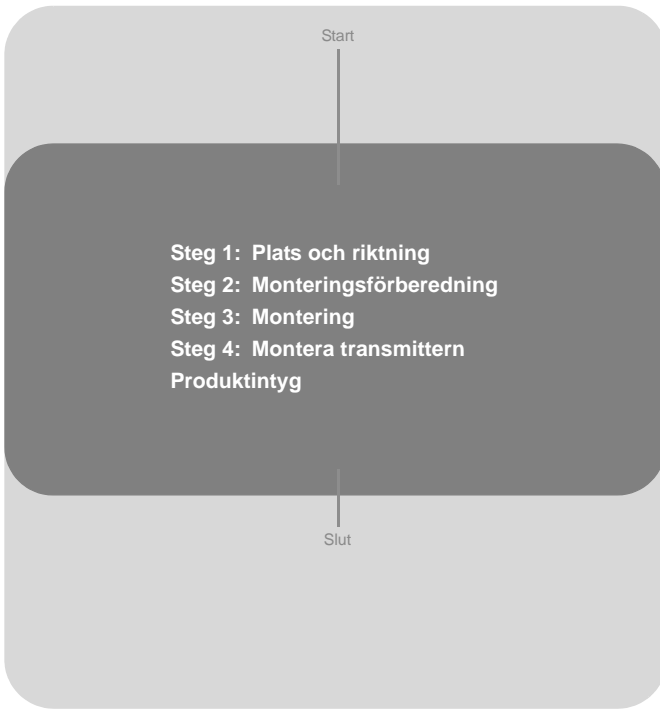 Start
Steg 1: Plats och riktning
Steg 2: Monteringsförberedning
Steg 3: Montering
Steg 4: Montera transmittern
Produktintyg
Slut